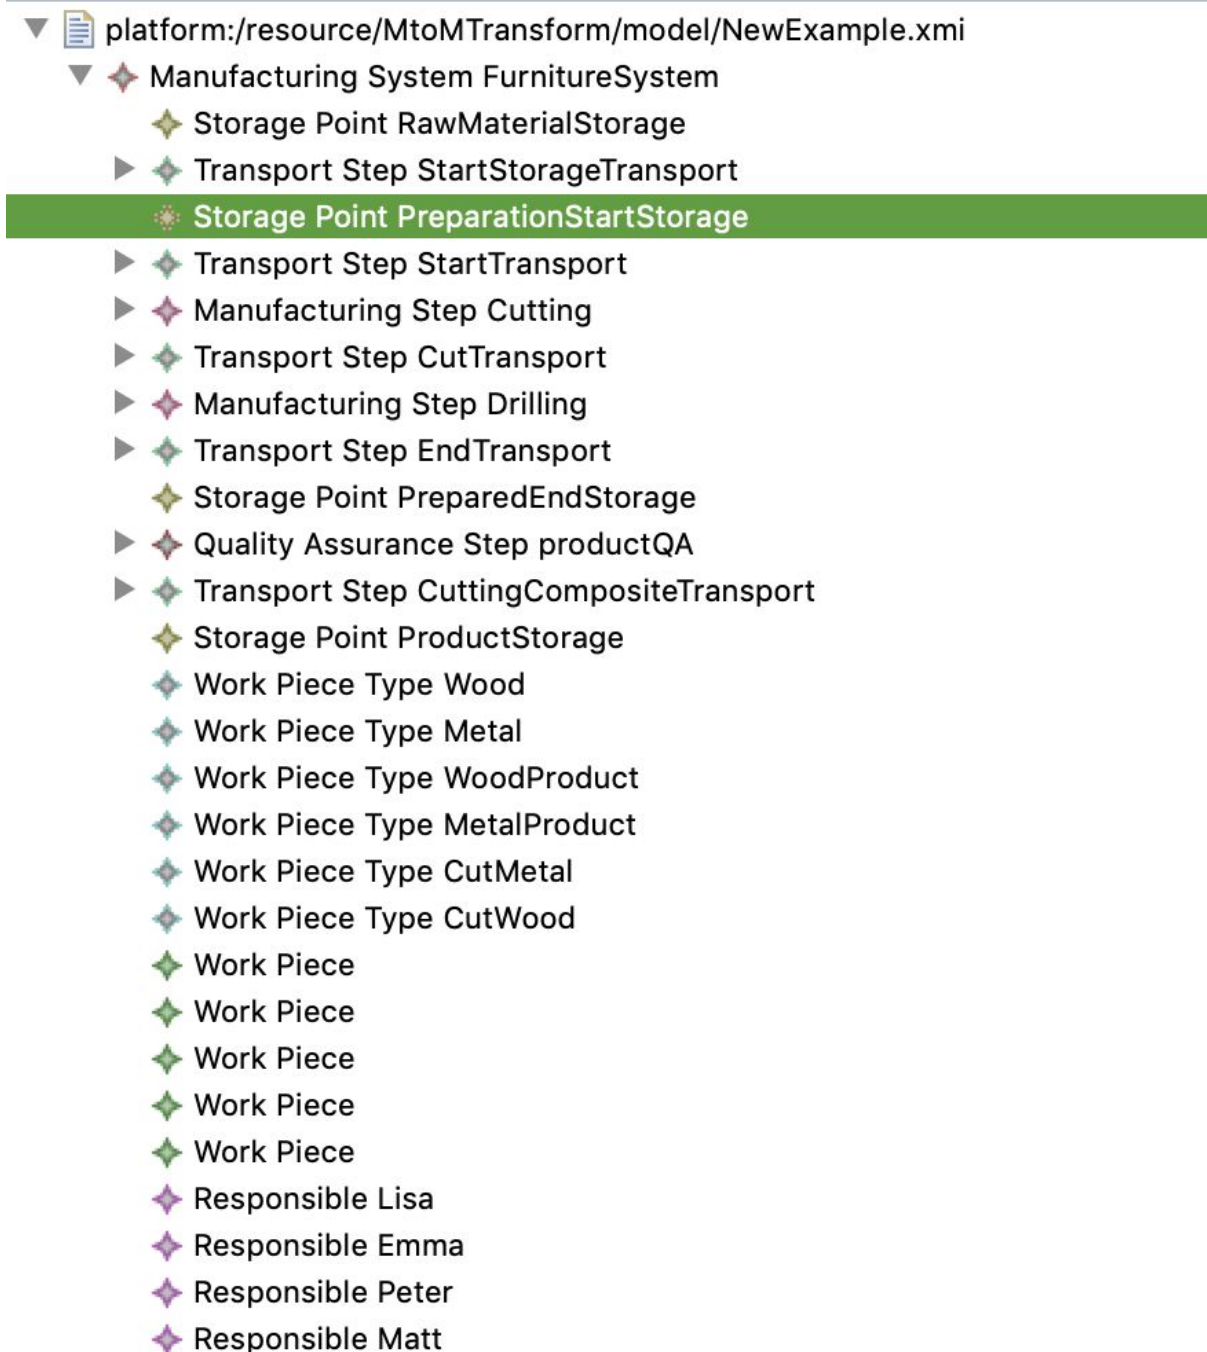 platform:/resource/MtoMTransform/model/NewExample.xmi
Manufacturing System FurnitureSystem
Storage Point RawMaterialStorage
Transport Step StartStorageTransport
Storage Point PreparationStartStorage
Transport Step StartTransport
Manufacturing Step Cutting
Transport Step CutTransport
Manufacturing Step Drilling
Transport Step EndTransport
Storage Point PreparedEndStorage
Quality Assurance Step productQA
Transport Step CuttingCompositeTransport
Storage Point ProductStorage
Work Piece Type Wood
Work Piece Type Metal
Work Piece Type WoodProduct
Work Piece Type MetalProduct
Work Piece Type CutMetal
Work Piece Type CutWood
Work Piece
Work Piece
Work Piece
Work Piece
Work Piece
Responsible Lisa
Responsible Emma
Responsible Peter
Responsible Matt